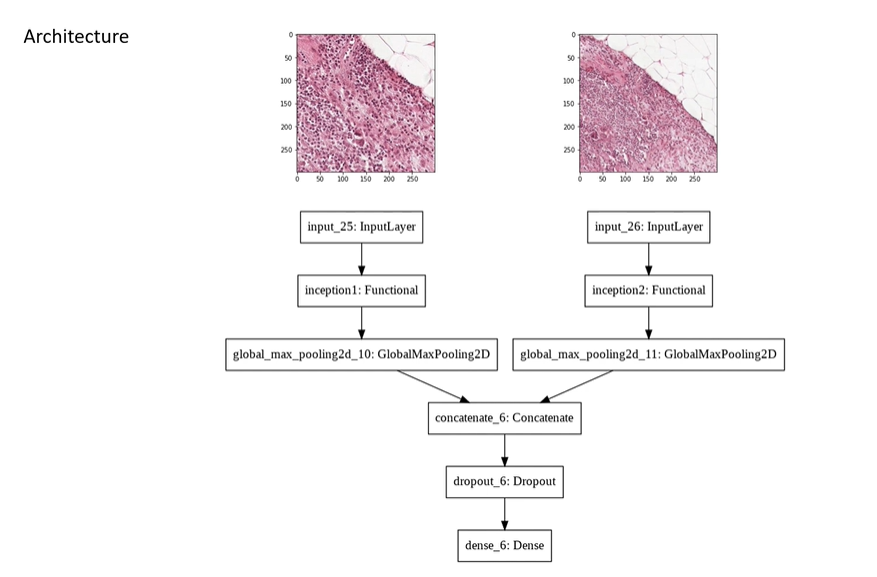 Architecture
0
50
100
150
200
250
0 50 100 150 200 250
0
50
100
150
200
250
0 50 100 150 200 250
input_25: InputLayer
input_26: InputLayer
inception1: Functional
inception2: Functional
global_max_pooling2d_10: GlobalMaxPooling2D
global_max_pooling2d_11: GlobalMaxPooling2D
concatenate_6: Concatenate
dropout_6: Dropout
dense_6: Dense